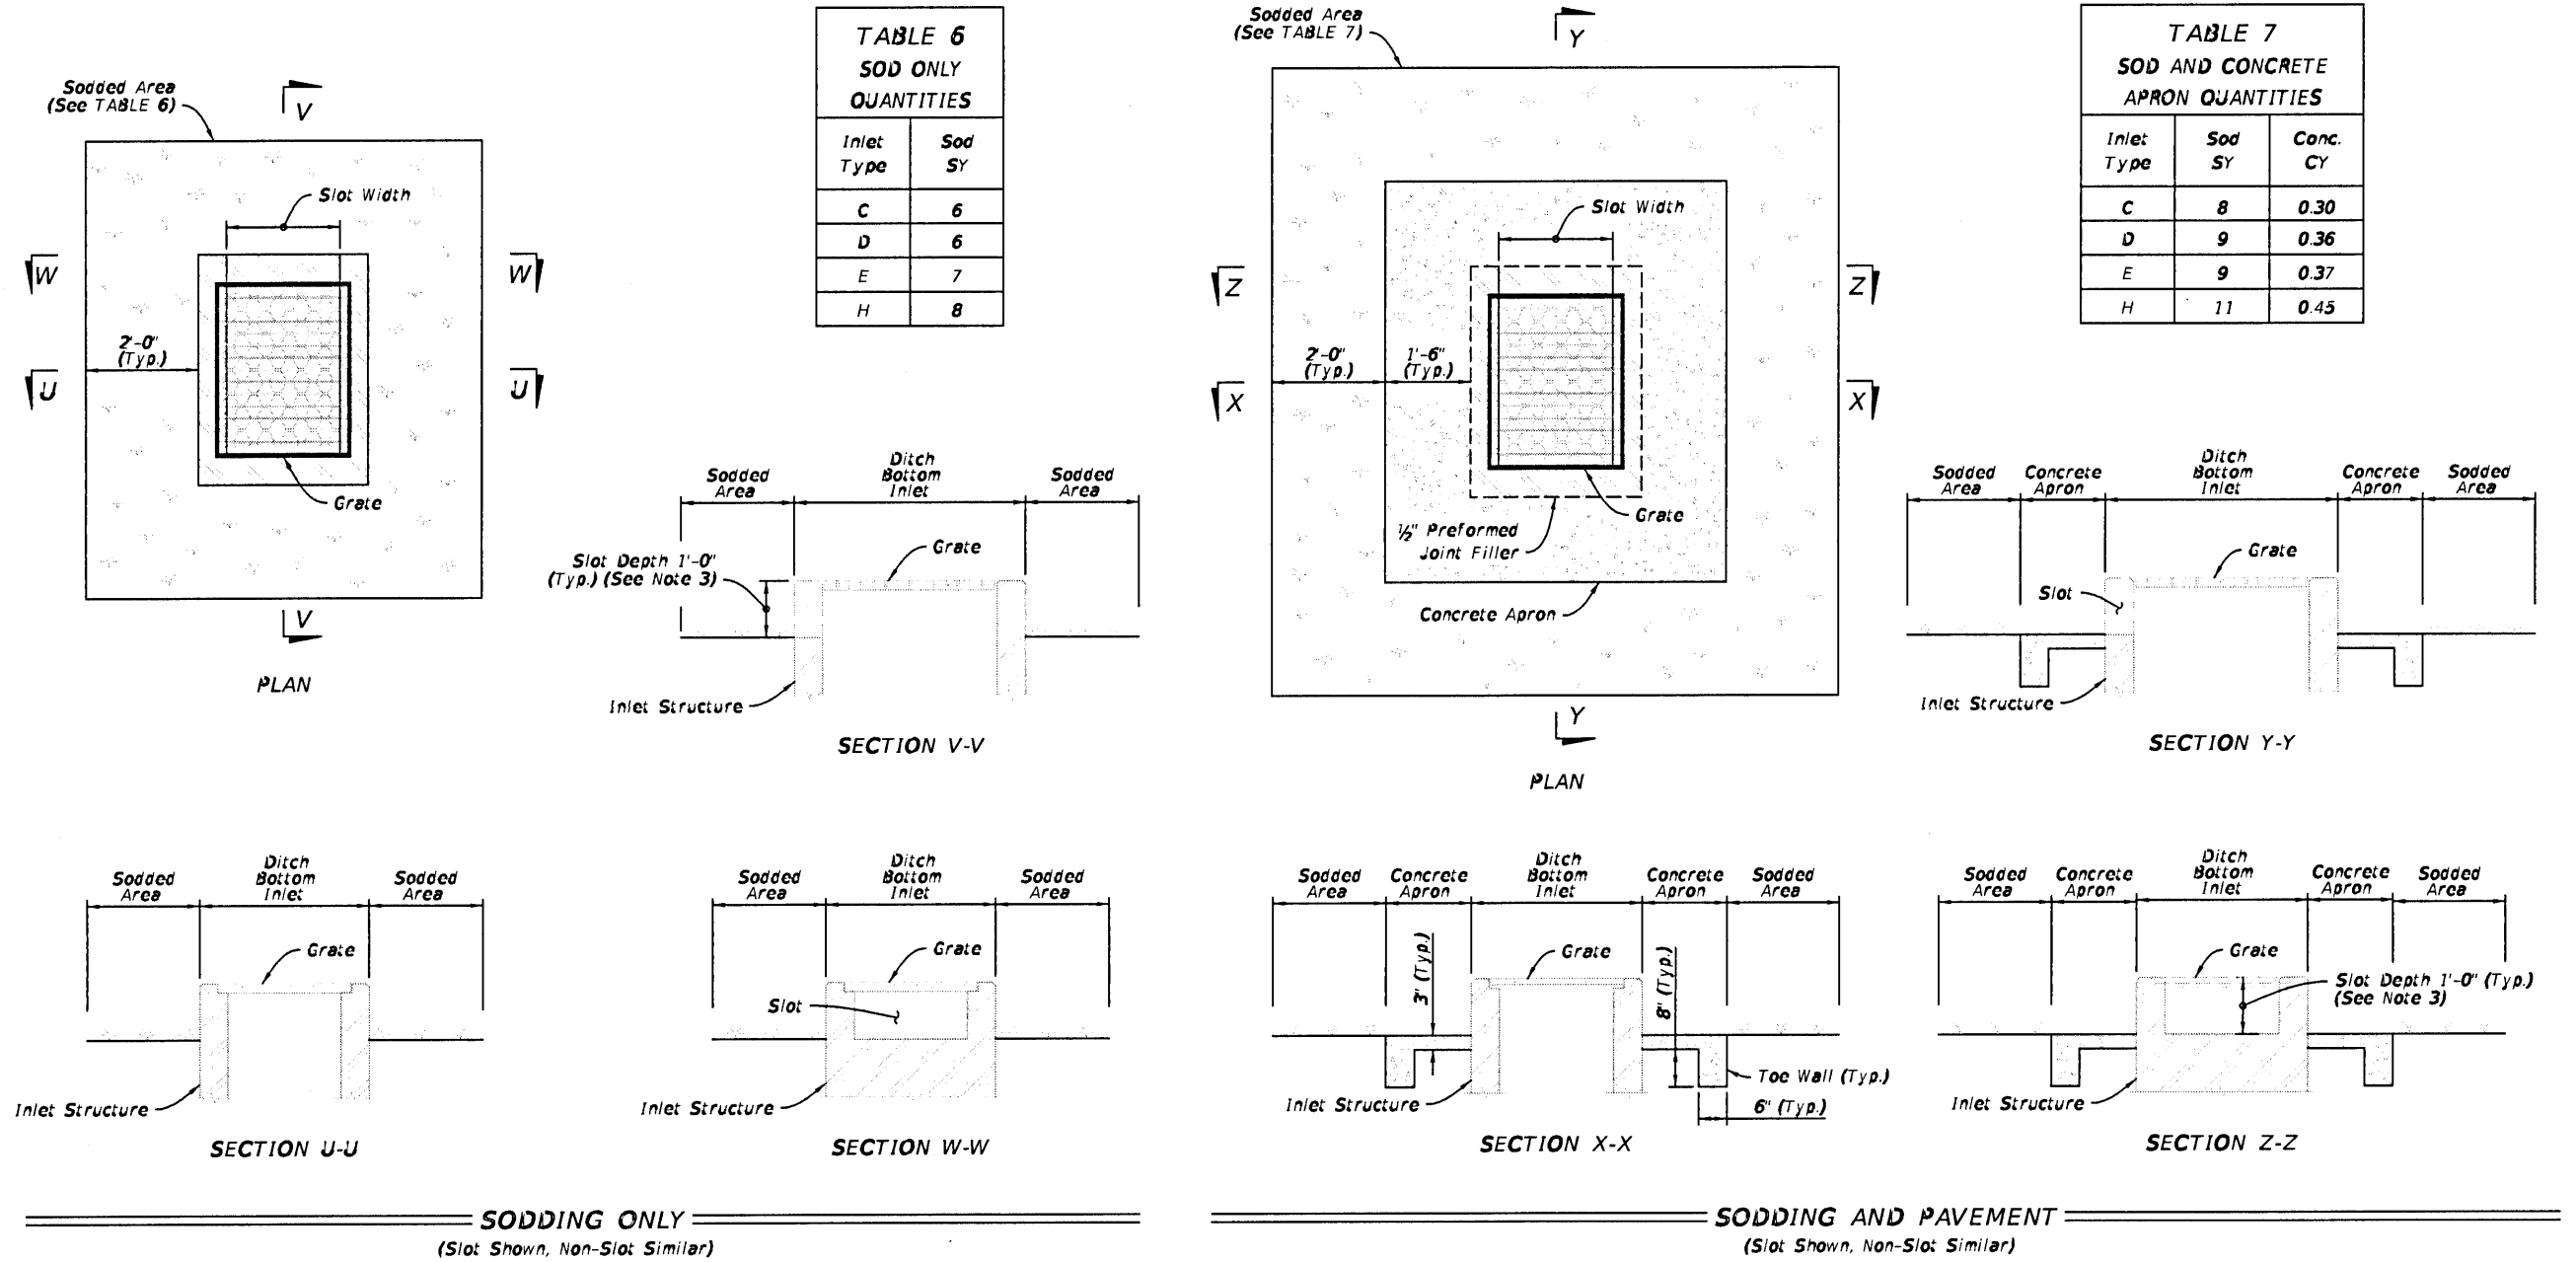 Sodded Area
(See TABLE 6)
V
Slot Width
W
W
2'-0"
(Typ.)
U
U
Grate
V
PLAN
TABLE 6
SOD ONLY
QUANTITIES
Inlet Type Sod SY
C 6
D 6
E 7
H 8
Sodded Area
Ditch Bottom Inlet
Sodded Area
Slot Depth 1'-0"
(Typ.) (See Note 3)
Grate
Inlet Structure
SECTION V-V
Sodded Area
Ditch Bottom Inlet
Sodded Area
Grate
Inlet Structure
SECTION U-U
Sodded Area
Ditch Bottom Inlet
Sodded Area
Grate
Slot
Inlet Structure
SECTION W-W
SODDING ONLY
(Slot Shown, Non-Slot Similar)
Sodded Area
(See TABLE 7)
Y
Slot Width
Z
Z
2'-0"
(Typ.)
1'-6"
(Typ.)
X
X
Grate
½" Preformed
Joint Filler
Concrete Apron
Y
PLAN
TABLE 7
SOD AND CONCRETE
APRON QUANTITIES
Inlet Type Sod SY Conc. CY
C 8 0.30
D 9 0.36
E 9 0.37
H 11 0.45
Sodded Area
Concrete Apron
Ditch Bottom Inlet
Concrete Apron
Sodded Area
Grate
Slot
Inlet Structure
SECTION Y-Y
Sodded Area
Concrete Apron
Ditch Bottom Inlet
Concrete Apron
Sodded Area
3" (Typ.)
Grate
8" (Typ.)
Toe Wall (Typ.)
6" (Typ.)
Inlet Structure
SECTION X-X
Sodded Area
Concrete Apron
Ditch Bottom Inlet
Concrete Apron
Sodded Area
Grate
Slot Depth 1'-0" (Typ.)
(See Note 3)
Inlet Structure
SECTION Z-Z
SODDING AND PAVEMENT
(Slot Shown, Non-Slot Similar)